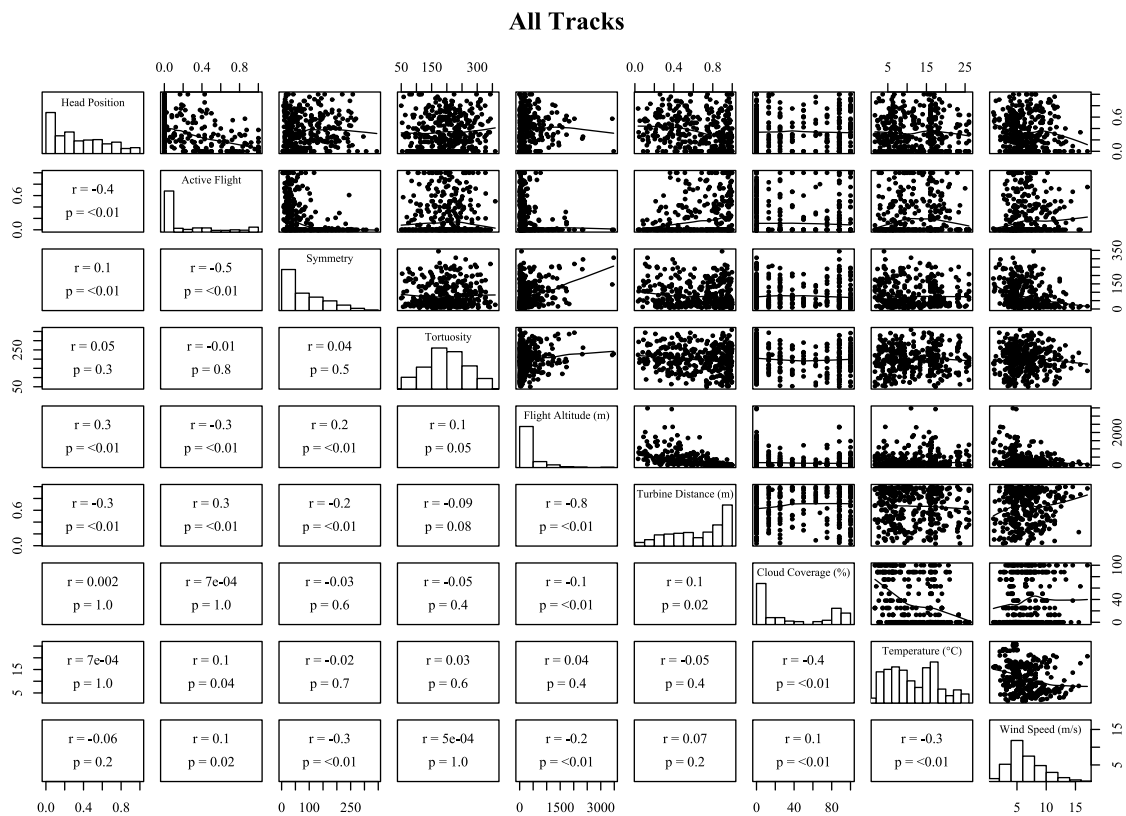 All Tracks
50 150 300
0.0 0.4 0.8
0.0 0.4 0.8
5 15 25
Head Position
0.0 0.6
0.0 0.6
r = -0.4
p = <0.01
Active Flight
r = 0.1
p = <0.01
r = -0.5
p = <0.01
Symmetry
0 150 350
50 250
r = 0.05
p = 0.3
r = -0.01
p = 0.8
r = 0.04
p = 0.5
Tortuosity
r = 0.3
p = <0.01
r = -0.3
p = <0.01
r = 0.2
p = <0.01
r = 0.1
p = 0.05
Flight Altitude (m)
0 2000
0.0 0.6
r = -0.3
p = <0.01
r = 0.3
p = <0.01
r = -0.2
p = <0.01
r = -0.09
p = 0.08
r = -0.8
p = <0.01
Turbine Distance (m)
r = 0.002
p = 1.0
r = 7e-04
p = 1.0
r = -0.03
p = 0.6
r = -0.05
p = 0.4
r = -0.1
p = <0.01
r = 0.1
p = 0.02
Cloud Coverage (%)
0 40 100
5 15
r = 7e-04
p = 1.0
r = 0.1
p = 0.04
r = -0.02
p = 0.7
r = 0.03
p = 0.6
r = 0.04
p = 0.4
r = -0.05
p = 0.4
r = -0.4
p = <0.01
Temperature (°C)
r = -0.06
p = 0.2
r = 0.1
p = 0.02
r = -0.3
p = <0.01
r = 5e-04
p = 1.0
r = -0.2
p = <0.01
r = 0.07
p = 0.2
r = 0.1
p = <0.01
r = -0.3
p = <0.01
Wind Speed (m/s)
5 15
0.0 0.4 0.8
0 100 250
0 1500 3000
0 40 80
5 10 15